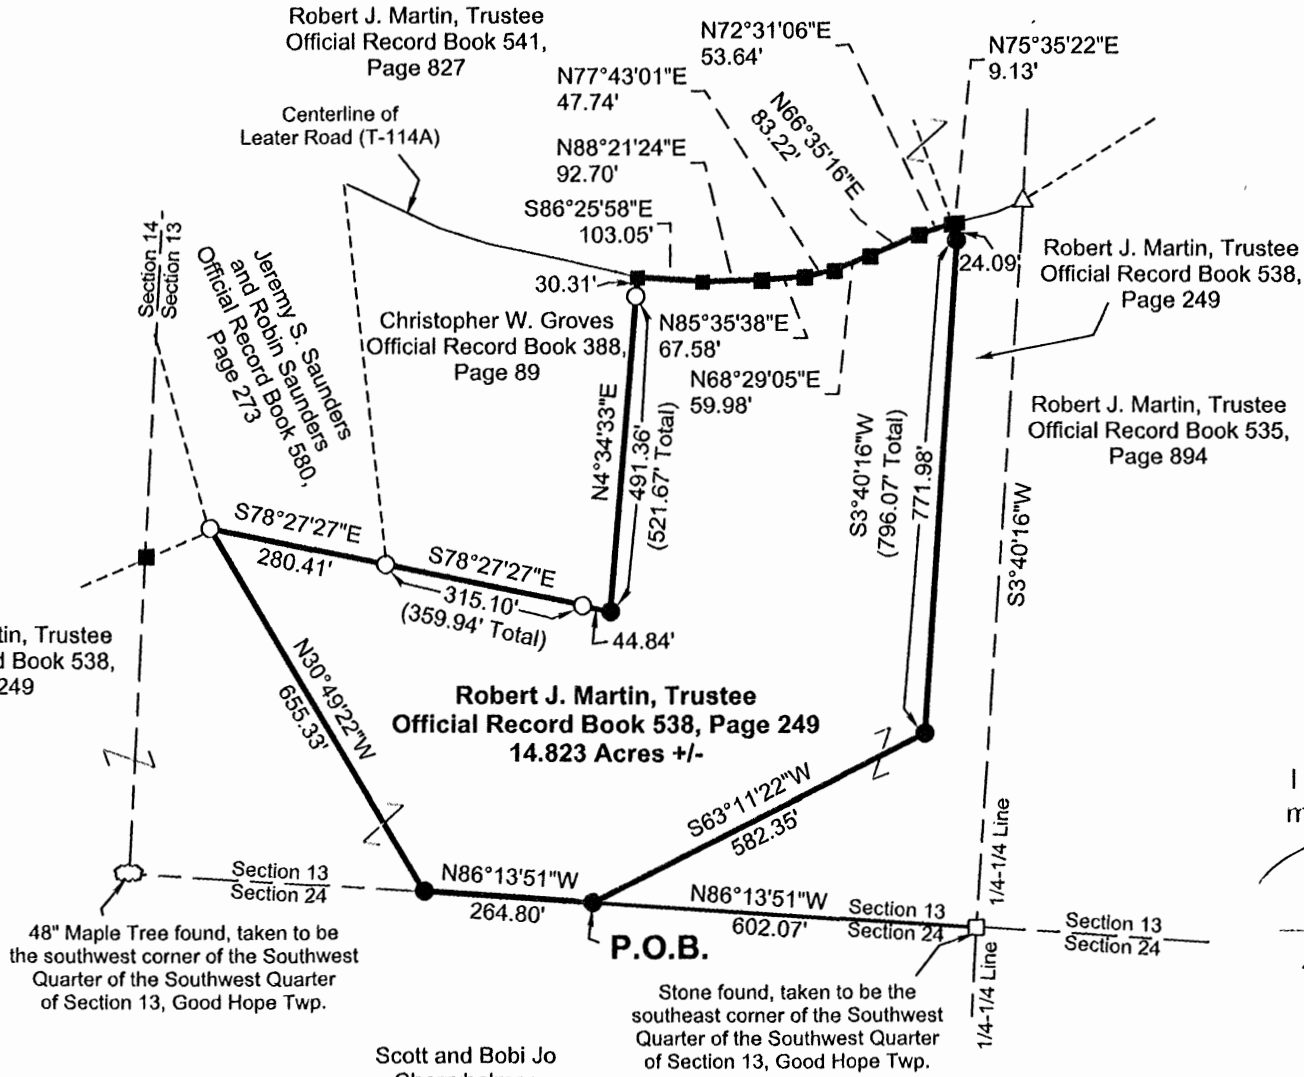 Robert J. Martin, Trustee
Official Record Book 541,
Page 827
Centerline of
Leater Road (T-114A)
N72°31'06"E
53.64'
N75°35'22"E
9.13'
N77°43'01"E
47.74'
N66°35'16"E
83.22'
N88°21'24"E
92.70'
S86°25'58"E
103.05'
30.31'
24.09'
Robert J. Martin, Trustee
Official Record Book 538,
Page 249
Section 14
Section 13
Jeremy S. Saunders
and Robin Saunders
Official Record Book 580,
Page 273
Christopher W. Groves
Official Record Book 388,
Page 89
N85°35'38"E
67.58'
N68°29'05"E
59.98'
Robert J. Martin, Trustee
Official Record Book 535,
Page 894
N4°34'33"E
491.36'
(521.67' Total)
S3°40'16"W
(796.07' Total)
771.98'
S3°40'16"W
S78°27'27"E
280.41'
S78°27'27"E
315.10'
(359.94' Total)
44.84'
tin, Trustee
d Book 538,
249
N30°49'22"W
655.33'
Robert J. Martin, Trustee
Official Record Book 538, Page 249
14.823 Acres +/-
S63°11'22"W
582.35'
1/4-1/4 Line
Section 13
Section 24
N86°13'51"W
264.80'
N86°13'51"W
602.07'
Section 13
Section 24
Section 13
Section 24
P.O.B.
1/4-1/4 Line
48" Maple Tree found, taken to be
the southwest corner of the Southwest
Quarter of the Southwest Quarter
of Section 13, Good Hope Twp.
Stone found, taken to be the
southeast corner of the Southwest
Quarter of the Southwest Quarter
of Section 13, Good Hope Twp.
Scott and Bobi Jo